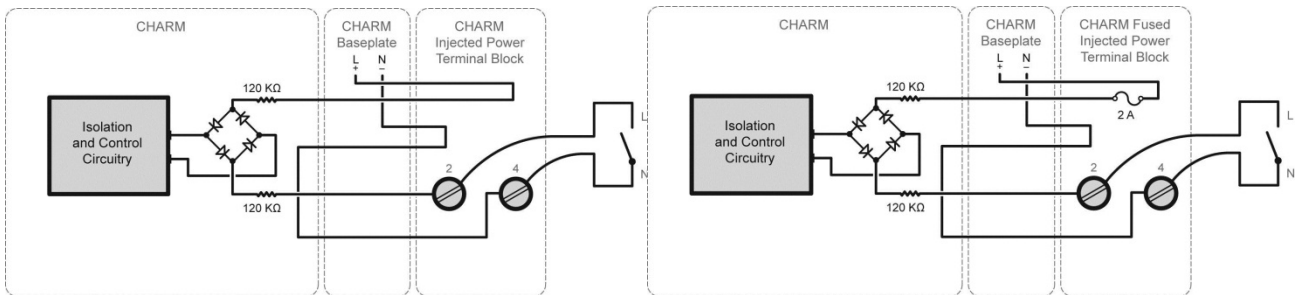 CHARM
CHARM
Baseplate
CHARM
Injected Power
Terminal Block
L
+
N
–
120 KΩ
Isolation
and Control
Circuitry
120 KΩ
2
4
L
N
CHARM
CHARM
Baseplate
CHARM Fused
Injected Power
Terminal Block
L
+
N
–
120 KΩ
2 A
Isolation
and Control
Circuitry
120 KΩ
2
4
L
N